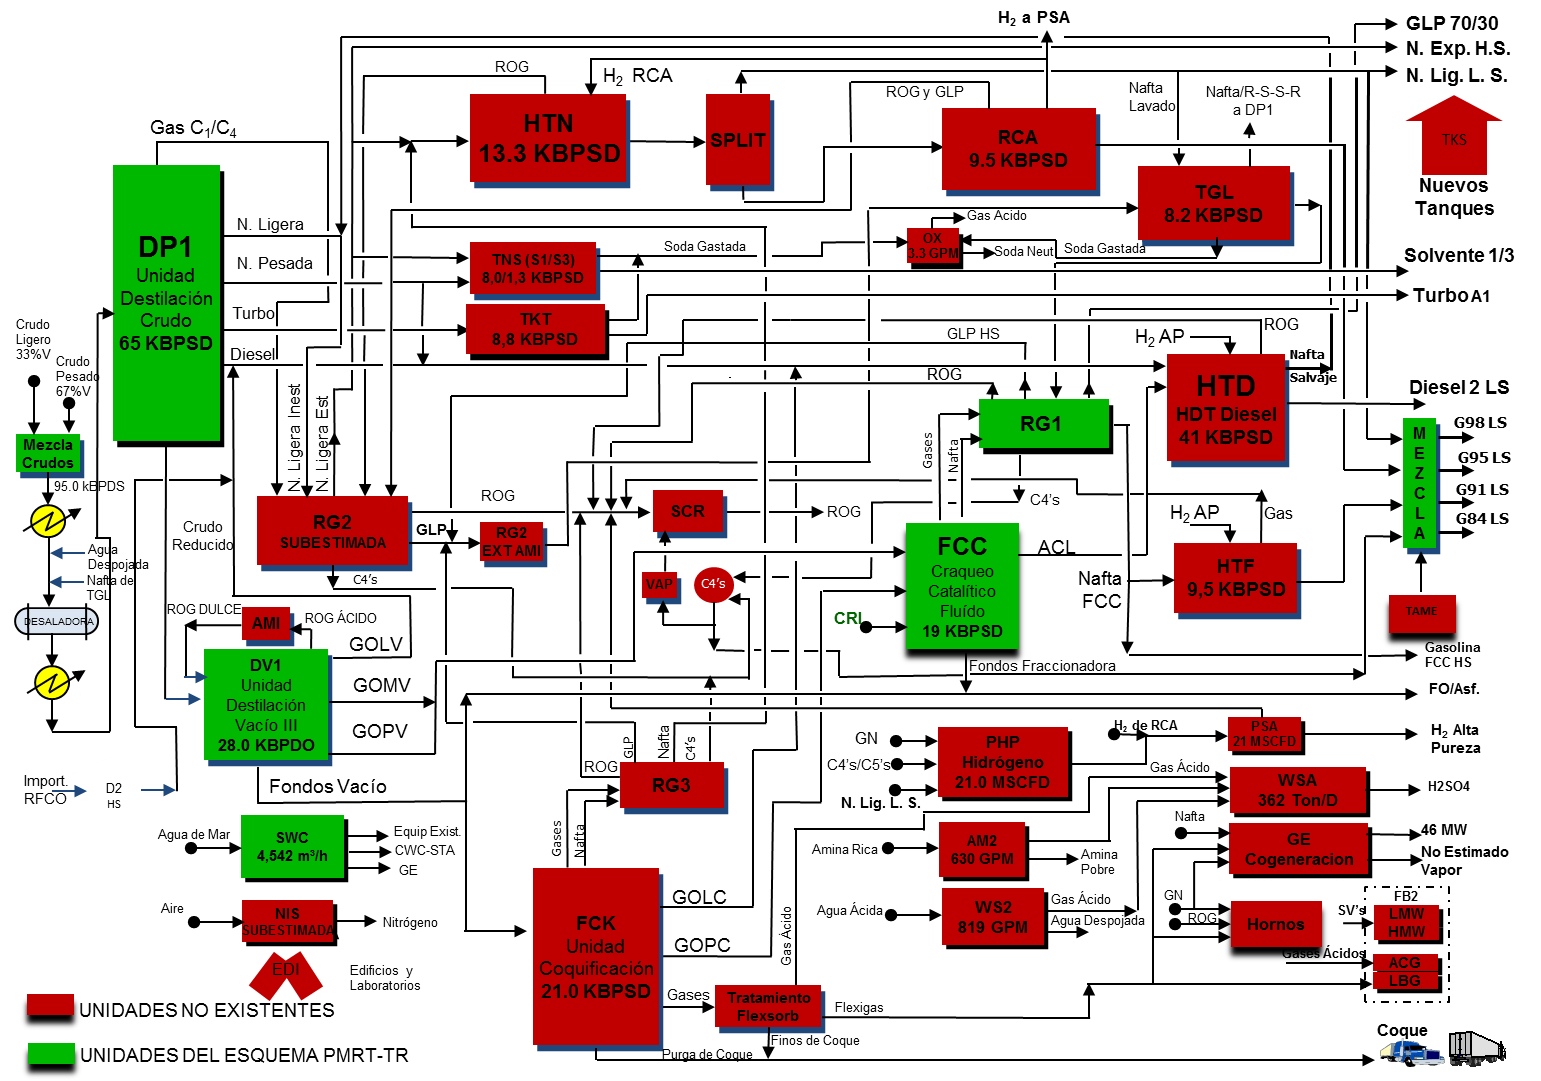 H2 a PSA
GLP 70/30
N. Exp. H.S.
N. Lig. L. S.
ROG
H2 RCA
HTN
13.3 KBPSD
SPLIT
ROG y GLP
RCA
9.5 KBPSD
Nafta
Lavado
Nafta/R-S-S-R
a DP1
TKS
Nuevos
Tanques
Gas C1/C4
DP1
Unidad
Destilación
Crudo
65 KBPSD
N. Ligera
N. Pesada
Turbo
Diesel
TGL
8.2 KBPSD
Gas Acido
OX
3.3 GPM
Soda Neut
Soda Gastada
Soda Gastada
TNS (S1/S3)
8,0/1,3 KBPSD
TKT
8,8 KBPSD
Solvente 1/3
Turbo A1
Crudo
Ligero
33%V
Crudo
Pesado
67%V
Mezcla
Crudos
95.0 kBPDS
GLP HS
ROG
H2 AP
ROG
Nafta
Salvaje
HTD
HDT Diesel
41 KBPSD
Diesel 2 LS
RG1
Gases
Nafta
C4's
M
E
Z
C
L
A
G98 LS
G95 LS
G91 LS
G84 LS
N. Ligera Inest
N. Ligera Est
RG2
SUBESTIMADA
C4's
ROG
GLP
RG2
EXT AMI
SCR
ROG
VAP
C4's
Crudo
Reducido
Agua
Despojada
Nafta de
TGL
DESALADORA
FCC
Craqueo
Catalítico
Fluído
19 KBPSD
ACL
H2 AP
Gas
HTF
9,5 KBPSD
Nafta
FCC
CRI
TAME
Gasolina
FCC HS
Fondos Fraccionadora
FO/Asf.
ROG DULCE
AMI
ROG ÁCIDO
DV1
Unidad
Destilación
Vacío III
28.0 KBPDO
GOLV
GOMV
GOPV
Fondos Vacío
Import.
RFCO
D2
HS
GLP
Nafta
C4's
ROG
RG3
Gases
Nafta
GN
C4's/C5's
N. Lig. L. S.
PHP
Hidrógeno
21.0 MSCFD
H2 de RCA
PSA
21 MSCFD
H2 Alta
Pureza
Gas Ácido
WSA
362 Ton/D
H2SO4
Agua de Mar
SWC
4,542 m³/h
Equip Exist.
CWC-STA
GE
Amina Rica
AM2
630 GPM
Amina
Pobre
Nafta
GE
Cogeneracion
46 MW
No Estimado
Vapor
Aire
NIS
SUBESTIMADA
Nitrógeno
EDI
Edificios y
Laboratorios
FCK
Unidad
Coquificación
21.0 KBPSD
GOLC
GOPC
Gases
Gas Ácido
Agua Ácida
WS2
819 GPM
Gas Ácido
Agua Despojada
GN
ROG
Hornos
FB2
SV's
LMW
HMW
Gases Ácidos
ACG
LBG
Tratamiento
Flexsorb
Flexigas
Finos de Coque
Purga de Coque
Coque
UNIDADES NO EXISTENTES
UNIDADES DEL ESQUEMA PMRT-TR